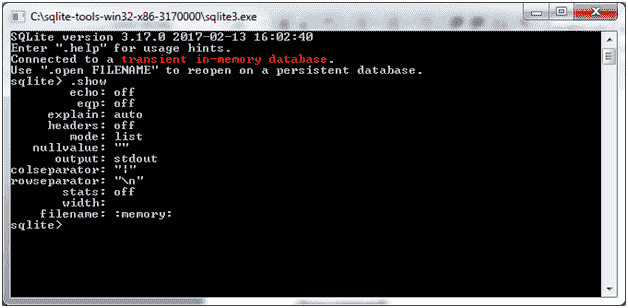 C:\sqlite-tools-win32-x86-3170000\sqlite3.exe
SQLite version 3.17.0 2017-02-13 16:02:40
Enter ".help" for usage hints.
Connected to a transient in-memory database.
Use ".open FILENAME" to reopen on a persistent database.
sqlite> .show
echo: off
eqp: off
explain: auto
headers: off
mode: list
nullvalue: ""
output: stdout
colseparator: "¦"
rowseparator: "\n"
stats: off
width:
filename: :memory:
sqlite>